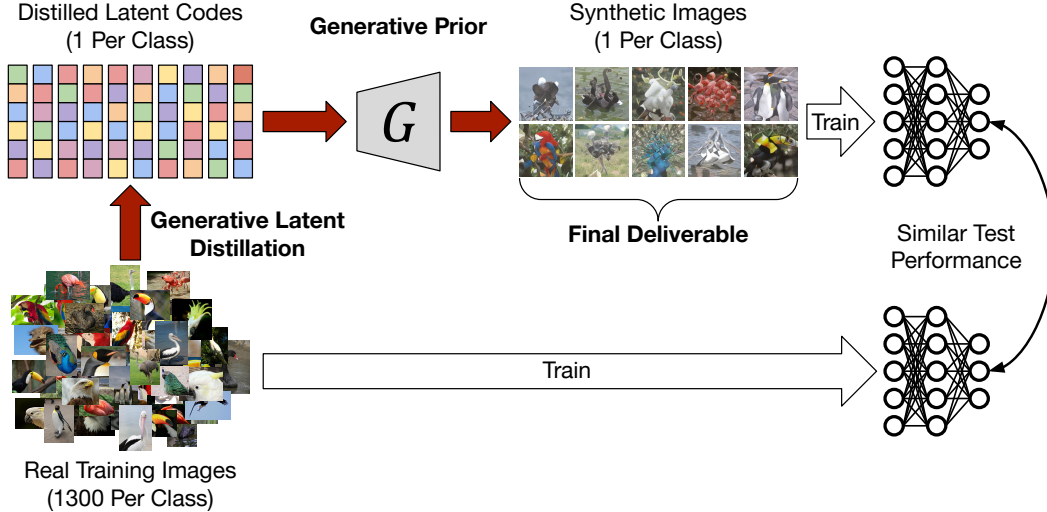 Distilled Latent Codes
(1 Per Class)
Generative Prior
Synthetic Images
(1 Per Class)
G
Train
Generative Latent
Distillation
Final Deliverable
Similar Test
Performance
Train
Real Training Images
(1300 Per Class)